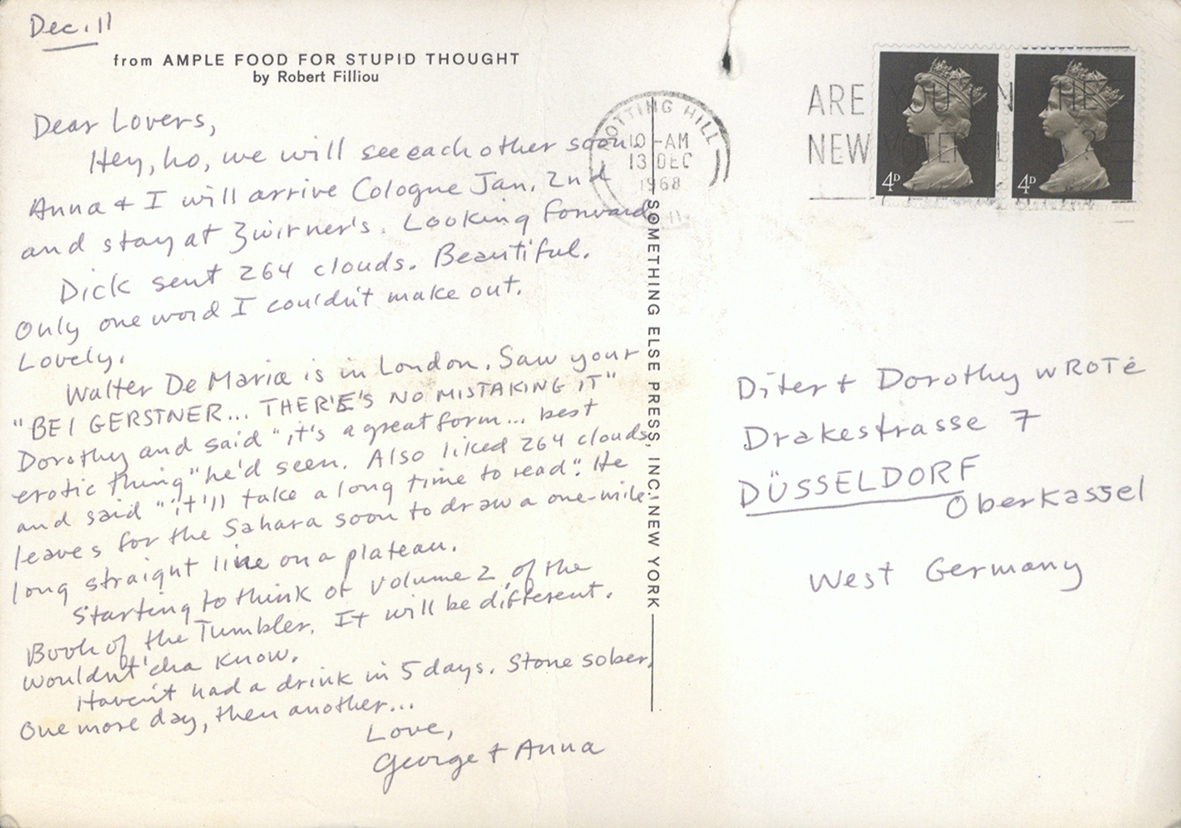 Dec. 11
from AMPLE FOOD FOR STUPID THOUGHT
by Robert Filliou
Dear Lovers,
Hey, ho, we will see each other soon
Anna + I will arrive Cologne Jan. 2nd
and stay at Zwirner's. Looking forward
Dick sent 264 clouds. Beautiful.
Only one word I couldn't make out.
Lovely.
Walter De Maria is in London. Saw your
"BEI GERSTNER... THERE'S NO MISTAKING IT"
Dorothy and said "it's a great form... best
erotic thing" he'd seen. Also liked 264 clouds
and said "it'll take a long time to read". He
leaves for the Sahara soon to draw a one-mile-
long straight line on a plateau.
Starting to think of Volume 2 of the
Book of the Tumbler. It will be different.
wouldn't'cha know.
Haven't had a drink in 5 days. Stone sober.
One more day, then another...
Love,
George + Anna
SOMETHING ELSE PRESS, INC. NEW YORK
OTTING HILL
10 - AM
13 DEC
1968
ARE YOU ON THE
NEW VOTERS
4D
4D
Diter + Dorothy WROTE
Drakestrasse 7
DÜSSELDORF
Oberkassel
West Germany